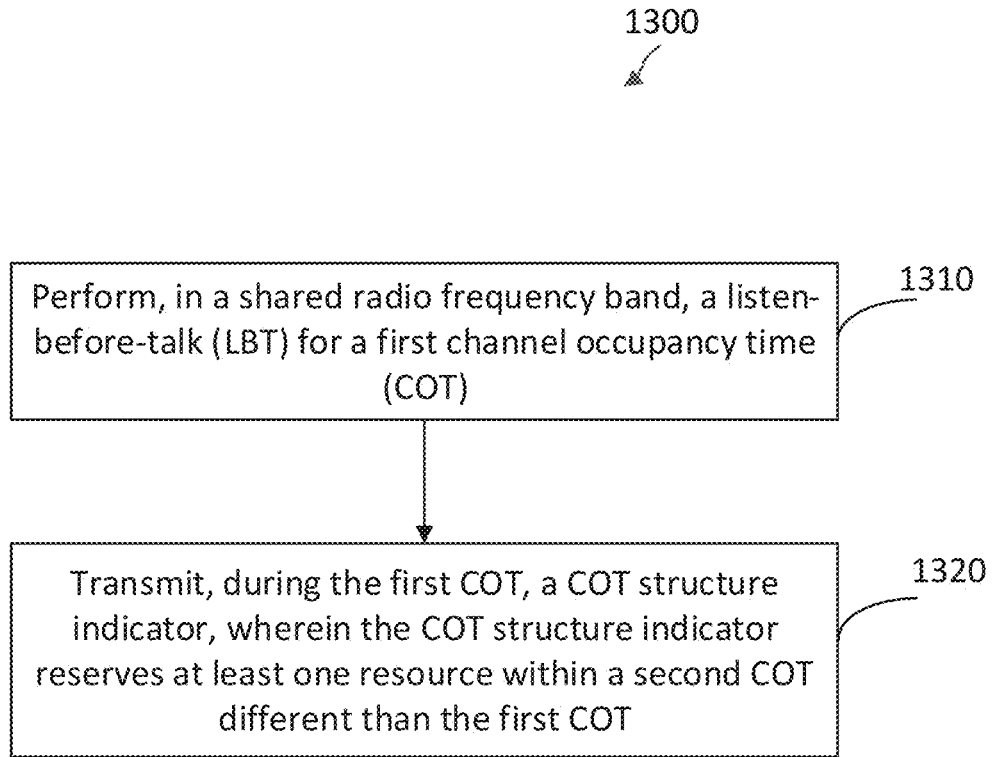 1300
Perform, in a shared radio frequency band, a listen-
before-talk (LBT) for a first channel occupancy time
(COT)
1310
Transmit, during the first COT, a COT structure
indicator, wherein the COT structure indicator
reserves at least one resource within a second COT
different than the first COT
1320